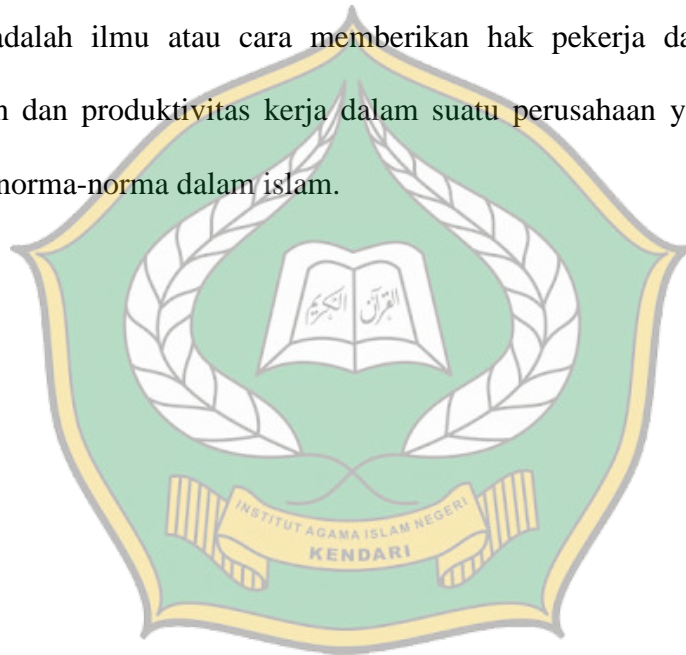 adalah ilmu atau cara memberikan hak pekerja da
dan produktivitas kerja dalam suatu perusahaan y
norma-norma dalam islam.
القرآن الكريم
INSTITUT AGAMA ISLAM NEGERI
KENDARI